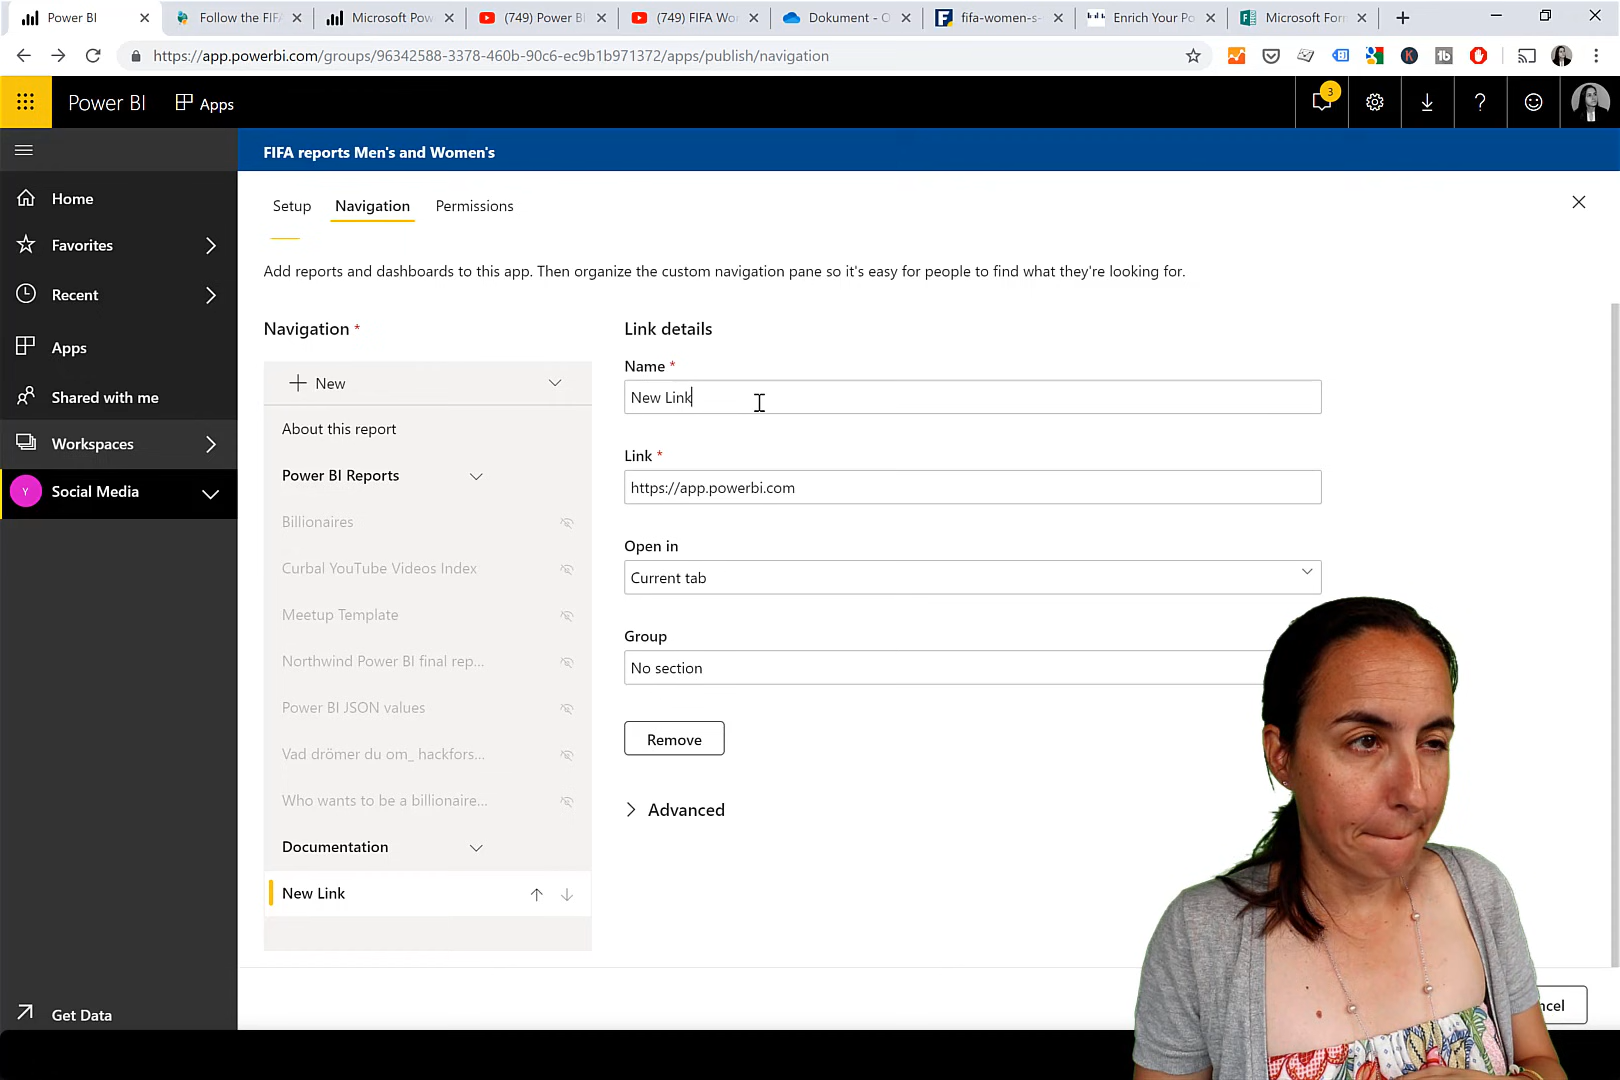 Power BI
Follow the FIF
Microsoft Pow
(749) Power B
(749) FIFA Wo
Dokument - O
fifa-women-s-
Enrich Your Po
Microsoft For
https://app.powerbi.com/groups/96342588-3378-460b-90c6-ec9b1b971372/apps/publish/navigation
Power BI
Apps
3
FIFA reports Men's and Women's
Home
Favorites
Recent
Apps
Shared with me
Workspaces
Y
Social Media
Get Data
Setup
Navigation
Permissions
Add reports and dashboards to this app. Then organize the custom navigation pane so it's easy for people to find what they're looking for.
Navigation *
New
About this report
Power BI Reports
Billionaires
Curbal YouTube Videos Index
Meetup Template
Northwind Power BI final rep...
Power BI JSON values
Vad drömer du om_ hackfors...
Who wants to be a billionaire...
Documentation
New Link
Link details
Name *
New Link
Link *
https://app.powerbi.com
Open in
Current tab
Group
No section
Remove
Advanced
ncel